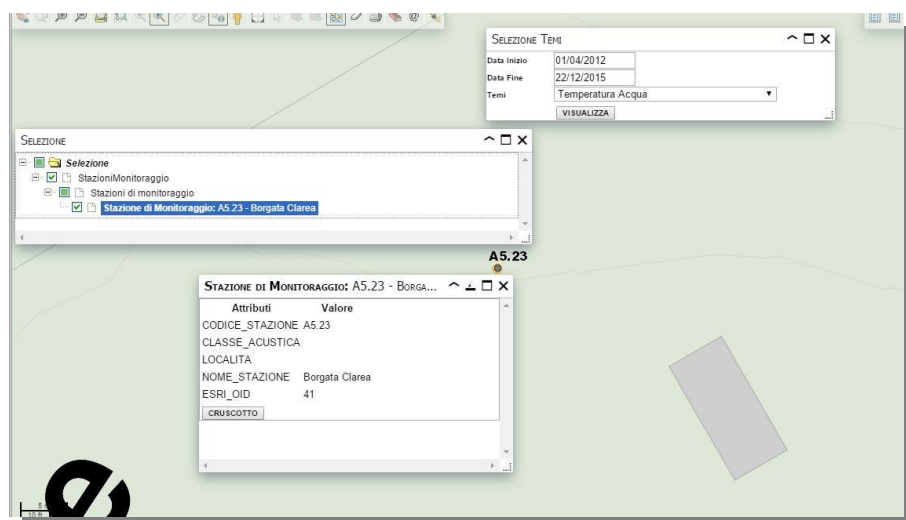 SELEZIONE TEMI
Data Inizio 01/04/2012
Data Fine 22/12/2015
Temi Temperatura Acqua
VISUALIZZA
SELEZIONE
Selezione
StazioniMonitoraggio
Stazioni di monitoraggio
Stazione di Monitoraggio: A5.23 - Borgata Clarea
A5.23
STAZIONE DI MONITORAGGIO: A5.23 - BORGA...
Attributi Valore
CODICE_STAZIONE A5.23
CLASSE_ACUSTICA
LOCALITA
NOME_STAZIONE Borgata Clarea
ESRI_OID 41
CRUSCOTTO
10 ft